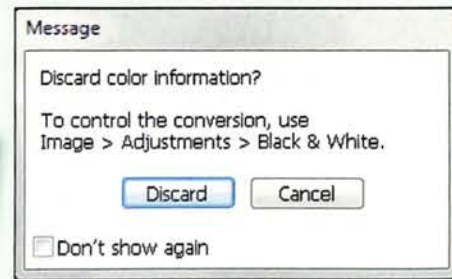 Message
Discard color information?
To control the conversion, use
Image > Adjustments > Black & White.
Discard Cancel
Don't show again